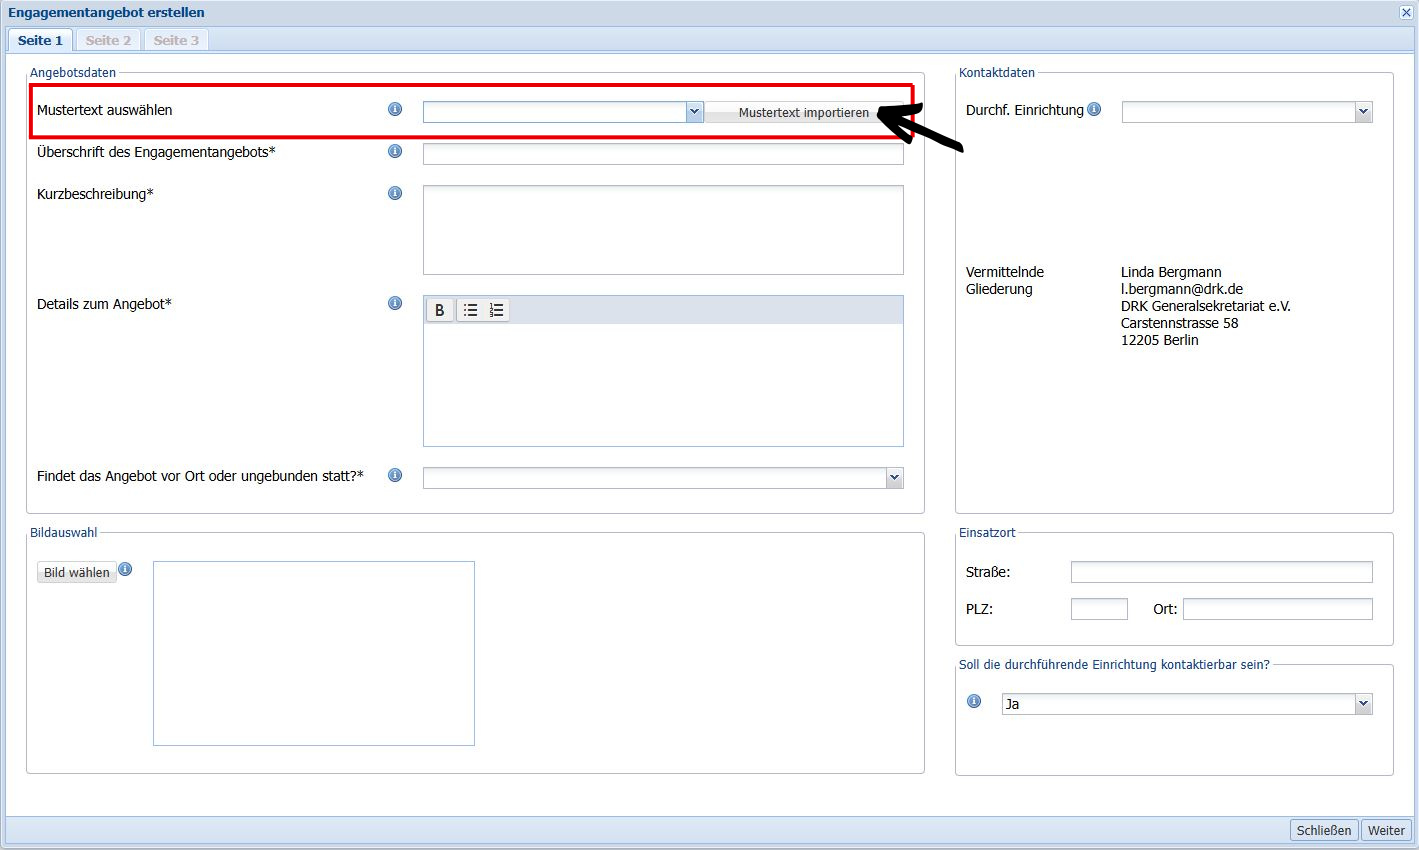 Engagementangebot erstellen
Seite 1 Seite 2 Seite 3
Angebotsdaten
Mustertext auswählen
Mustertext importieren
Überschrift des Engagementangebots*
Kurzbeschreibung*
Details zum Angebot*
B
Findet das Angebot vor Ort oder ungebunden statt?*
Kontaktdaten
Durchf. Einrichtung
Vermittelnde
Gliederung
Linda Bergmann
l.bergmann@drk.de
DRK Generalsekretariat e.V.
Carstennstrasse 58
12205 Berlin
Bildauswahl
Bild wählen
Einsatzort
Straße:
PLZ: Ort:
Soll die durchführende Einrichtung kontaktierbar sein?
Ja
Schließen Weiter